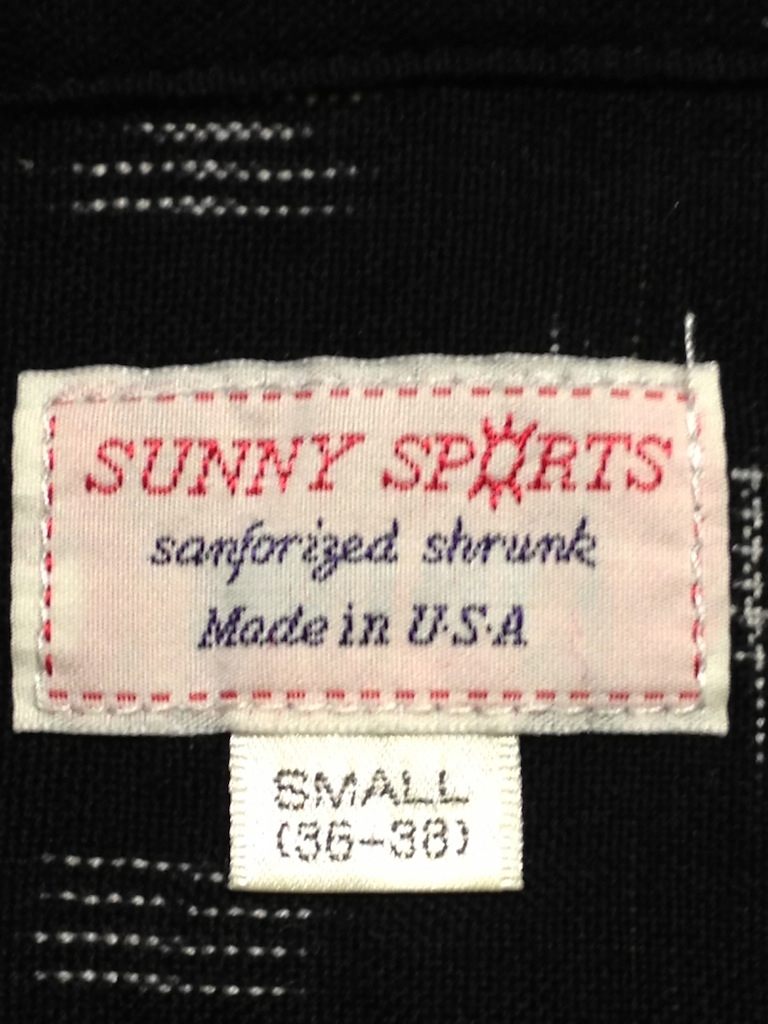 SUNNY SPORTS
sanforized shrunk
Made in U·S·A
SMALL
(36-38)